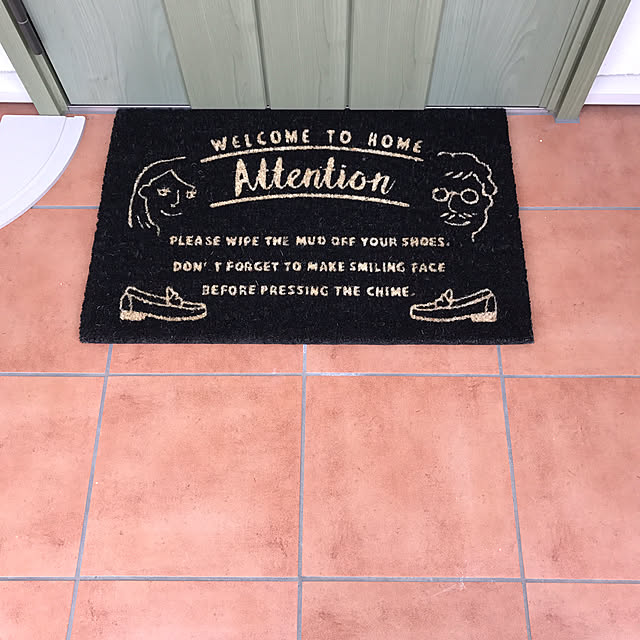 WELCOME TO HOME
Attention
PLEASE WIPE THE MUD OFF YOUR SHOES.
DON'T FORGET TO MAKE SMILING FACE
BEFORE PRESSING THE CHIME.